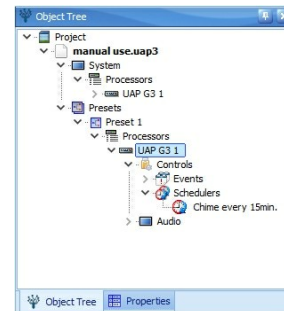 Object Tree
Project
manual use.uap3
System
Processors
UAP G3 1
Presets
Preset 1
Processors
UAP G3 1
Controls
Events
Schedulers
Chime every 15min.
Audio
Object Tree Properties